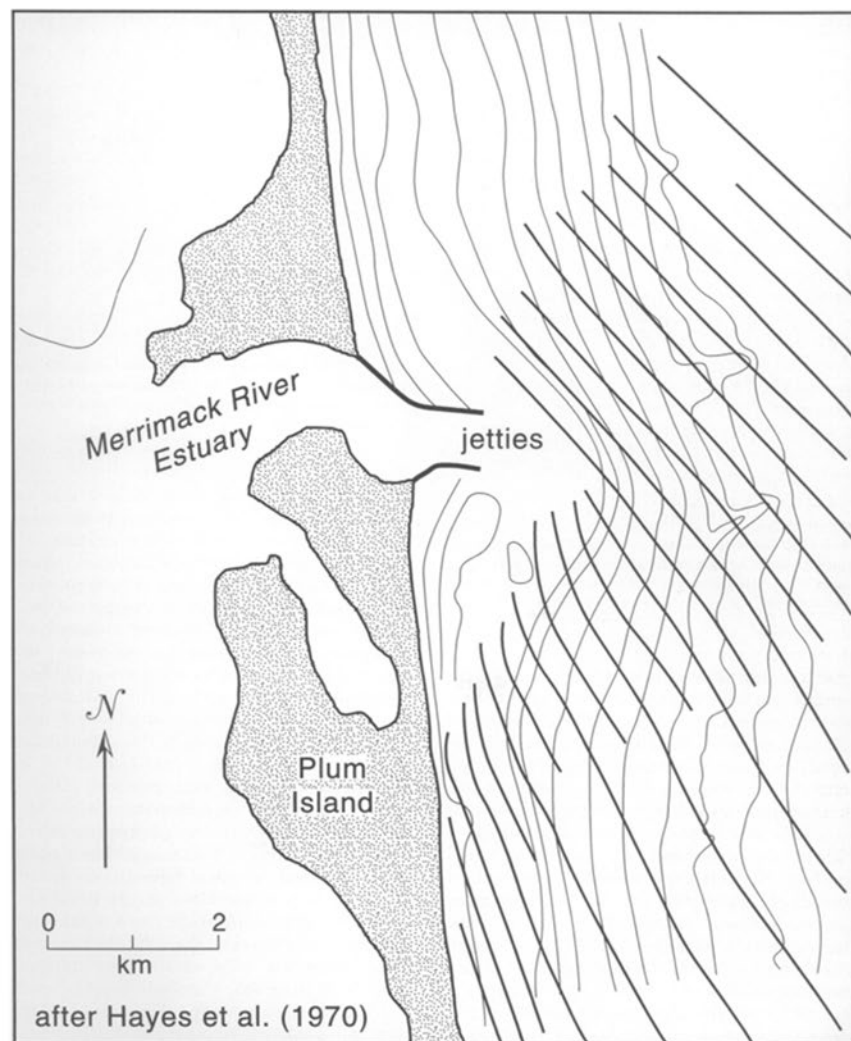 Merrimack River
Estuary
jetties
N
Plum
Island
0 2
km
after Hayes et al. (1970)